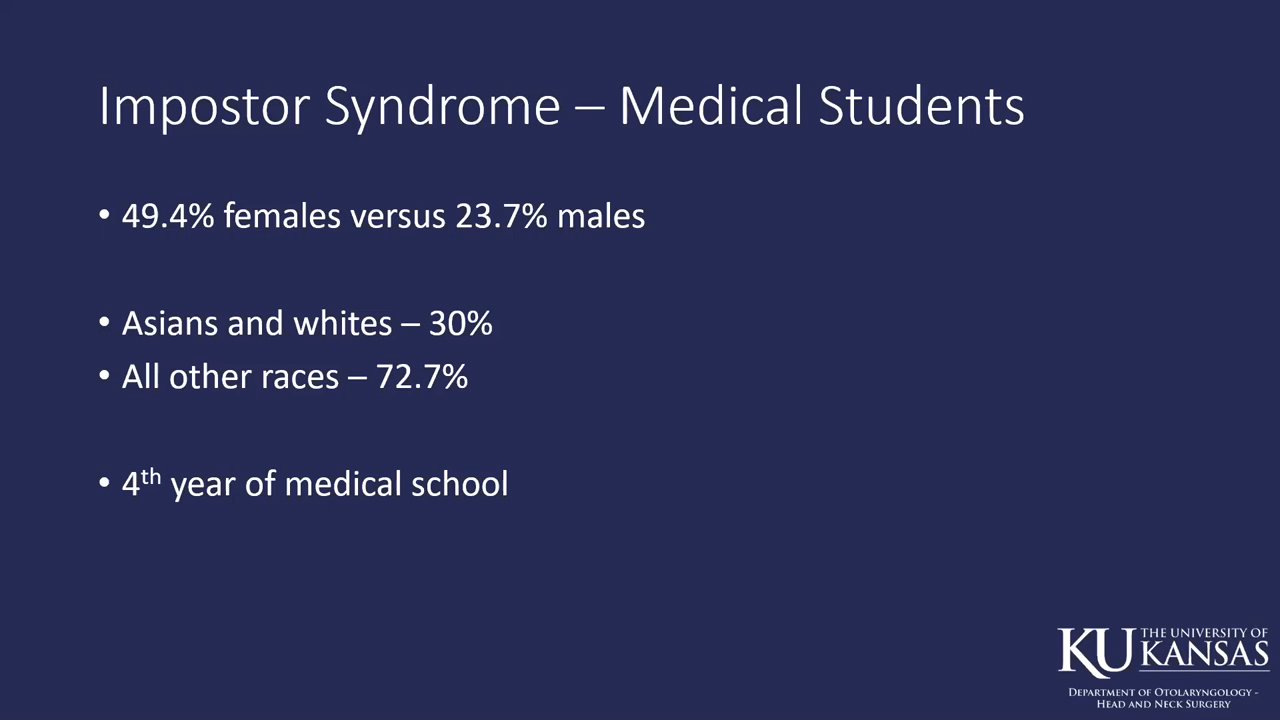 Impostor Syndrome – Medical Students
• 49.4% females versus 23.7% males
• Asians and whites – 30%
• All other races – 72.7%
• 4th year of medical school
KU THE UNIVERSITY OF
KANSAS
DEPARTMENT OF OTOLARYNGOLOGY -
HEAD AND NECK SURGERY